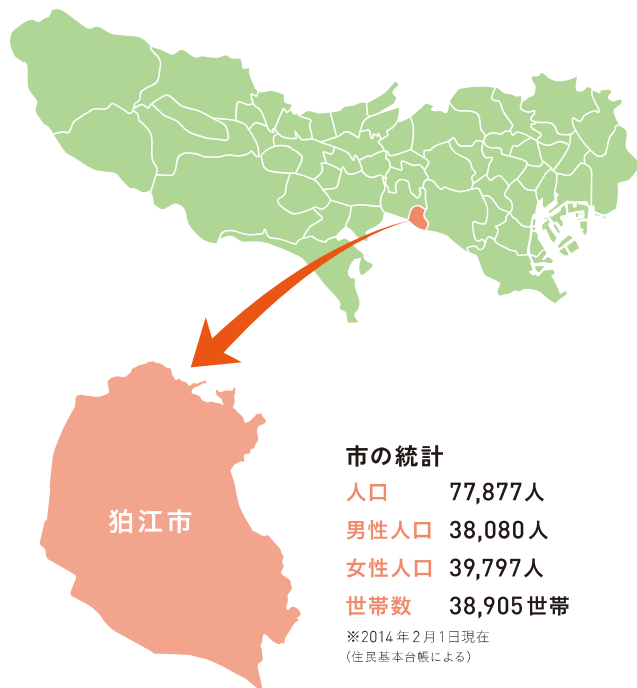 狛江市
市の統計
人口 77,877人
男性人口 38,080人
女性人口 39,797人
世帯数 38,905世帯
※2014年2月1日現在
(住民基本台帳による)